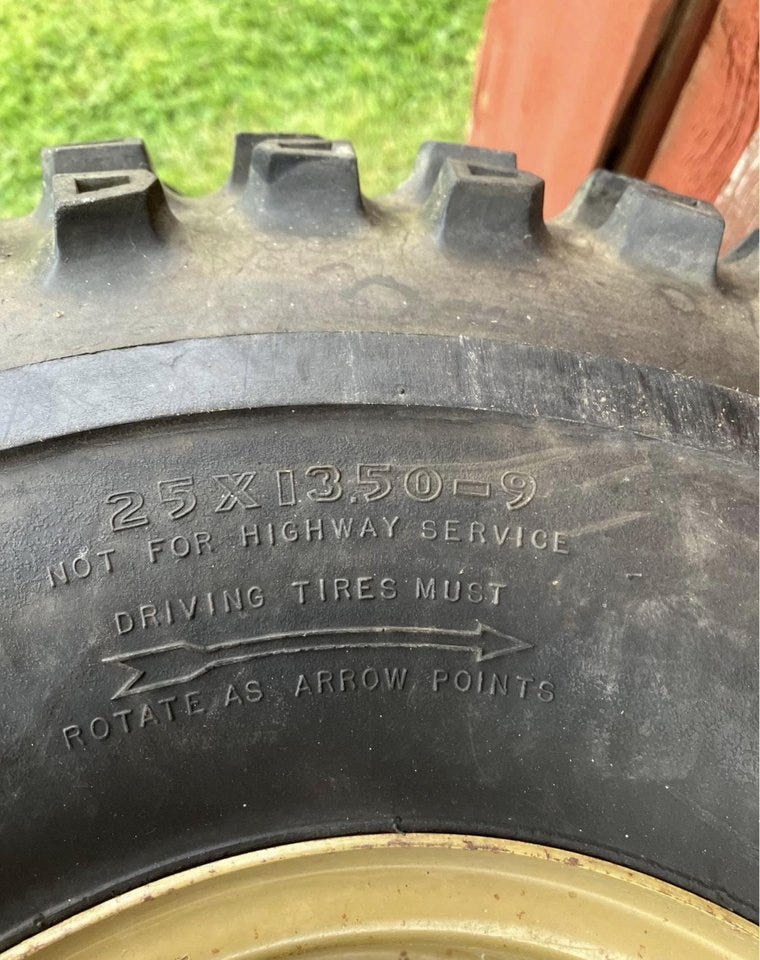 25X13.50-9
NOT FOR HIGHWAY SERVICE
DRIVING TIRES MUST
ROTATE AS ARROW POINTS